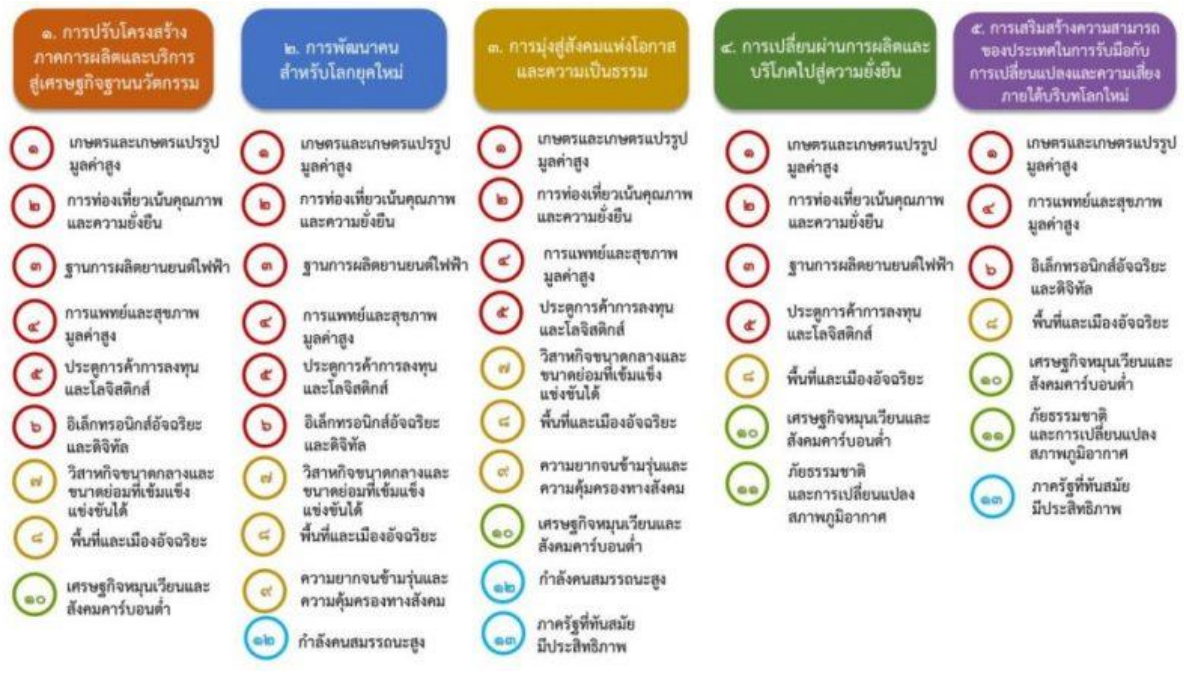 ๑. การปรับโครงสร้าง
ภาคการผลิตและบริการ
สู่เศรษฐกิจฐานนวัตกรรม
๑
เกษตรและเกษตรแปรรูป
มูลค่าสูง
๒
การท่องเที่ยวเน้นคุณภาพ
และความยั่งยืน
๓
ฐานการผลิตยานยนต์ไฟฟ้า
๔
การแพทย์และสุขภาพ
มูลค่าสูง
๕
ประตูการค้าการลงทุน
และโลจิสติกส์
๖
อิเล็กทรอนิกส์อัจฉริยะ
และดิจิทัล
๗
วิสาหกิจขนาดกลางและ
ขนาดย่อมที่เข้มแข็ง
แข่งขันได้
๘
พื้นที่และเมืองอัจฉริยะ
๑๐
เศรษฐกิจหมุนเวียนและ
สังคมคาร์บอนต่ำ
๒. การพัฒนาคน
สำหรับโลกยุคใหม่
๑
เกษตรและเกษตรแปรรูป
มูลค่าสูง
๒
การท่องเที่ยวเน้นคุณภาพ
และความยั่งยืน
๓
ฐานการผลิตยานยนต์ไฟฟ้า
๔
การแพทย์และสุขภาพ
มูลค่าสูง
๕
ประตูการค้าการลงทุน
และโลจิสติกส์
๖
อิเล็กทรอนิกส์อัจฉริยะ
และดิจิทัล
๗
วิสาหกิจขนาดกลางและ
ขนาดย่อมที่เข้มแข็ง
แข่งขันได้
๘
พื้นที่และเมืองอัจฉริยะ
๙
ความยากจนข้ามรุ่นและ
ความคุ้มครองทางสังคม
๑๒
กำลังคนสมรรถนะสูง
๓. การมุ่งสู่สังคมแห่งโอกาส
และความเป็นธรรม
๑
เกษตรและเกษตรแปรรูป
มูลค่าสูง
๒
การท่องเที่ยวเน้นคุณภาพ
และความยั่งยืน
๔
การแพทย์และสุขภาพ
มูลค่าสูง
๕
ประตูการค้าการลงทุน
และโลจิสติกส์
๗
วิสาหกิจขนาดกลางและ
ขนาดย่อมที่เข้มแข็ง
แข่งขันได้
๘
พื้นที่และเมืองอัจฉริยะ
๙
ความยากจนข้ามรุ่นและ
ความคุ้มครองทางสังคม
๑๐
เศรษฐกิจหมุนเวียนและ
สังคมคาร์บอนต่ำ
๑๒
กำลังคนสมรรถนะสูง
๑๓
ภาครัฐที่ทันสมัย
มีประสิทธิภาพ
๔. การเปลี่ยนผ่านการผลิตและ
บริโภคไปสู่ความยั่งยืน
๑
เกษตรและเกษตรแปรรูป
มูลค่าสูง
๒
การท่องเที่ยวเน้นคุณภาพ
และความยั่งยืน
๓
ฐานการผลิตยานยนต์ไฟฟ้า
๕
ประตูการค้าการลงทุน
และโลจิสติกส์
๘
พื้นที่และเมืองอัจฉริยะ
๑๐
เศรษฐกิจหมุนเวียนและ
สังคมคาร์บอนต่ำ
๑๑
ภัยธรรมชาติ
และการเปลี่ยนแปลง
สภาพภูมิอากาศ
๕. การเสริมสร้างความสามารถ
ของประเทศในการรับมือกับ
การเปลี่ยนแปลงและความเสี่ยง
ภายใต้บริบทโลกใหม่
๑
เกษตรและเกษตรแปรรูป
มูลค่าสูง
๔
การแพทย์และสุขภาพ
มูลค่าสูง
๖
อิเล็กทรอนิกส์อัจฉริยะ
และดิจิทัล
๘
พื้นที่และเมืองอัจฉริยะ
๑๐
เศรษฐกิจหมุนเวียนและ
สังคมคาร์บอนต่ำ
๑๑
ภัยธรรมชาติ
และการเปลี่ยนแปลง
สภาพภูมิอากาศ
๑๓
ภาครัฐที่ทันสมัย
มีประสิทธิภาพ